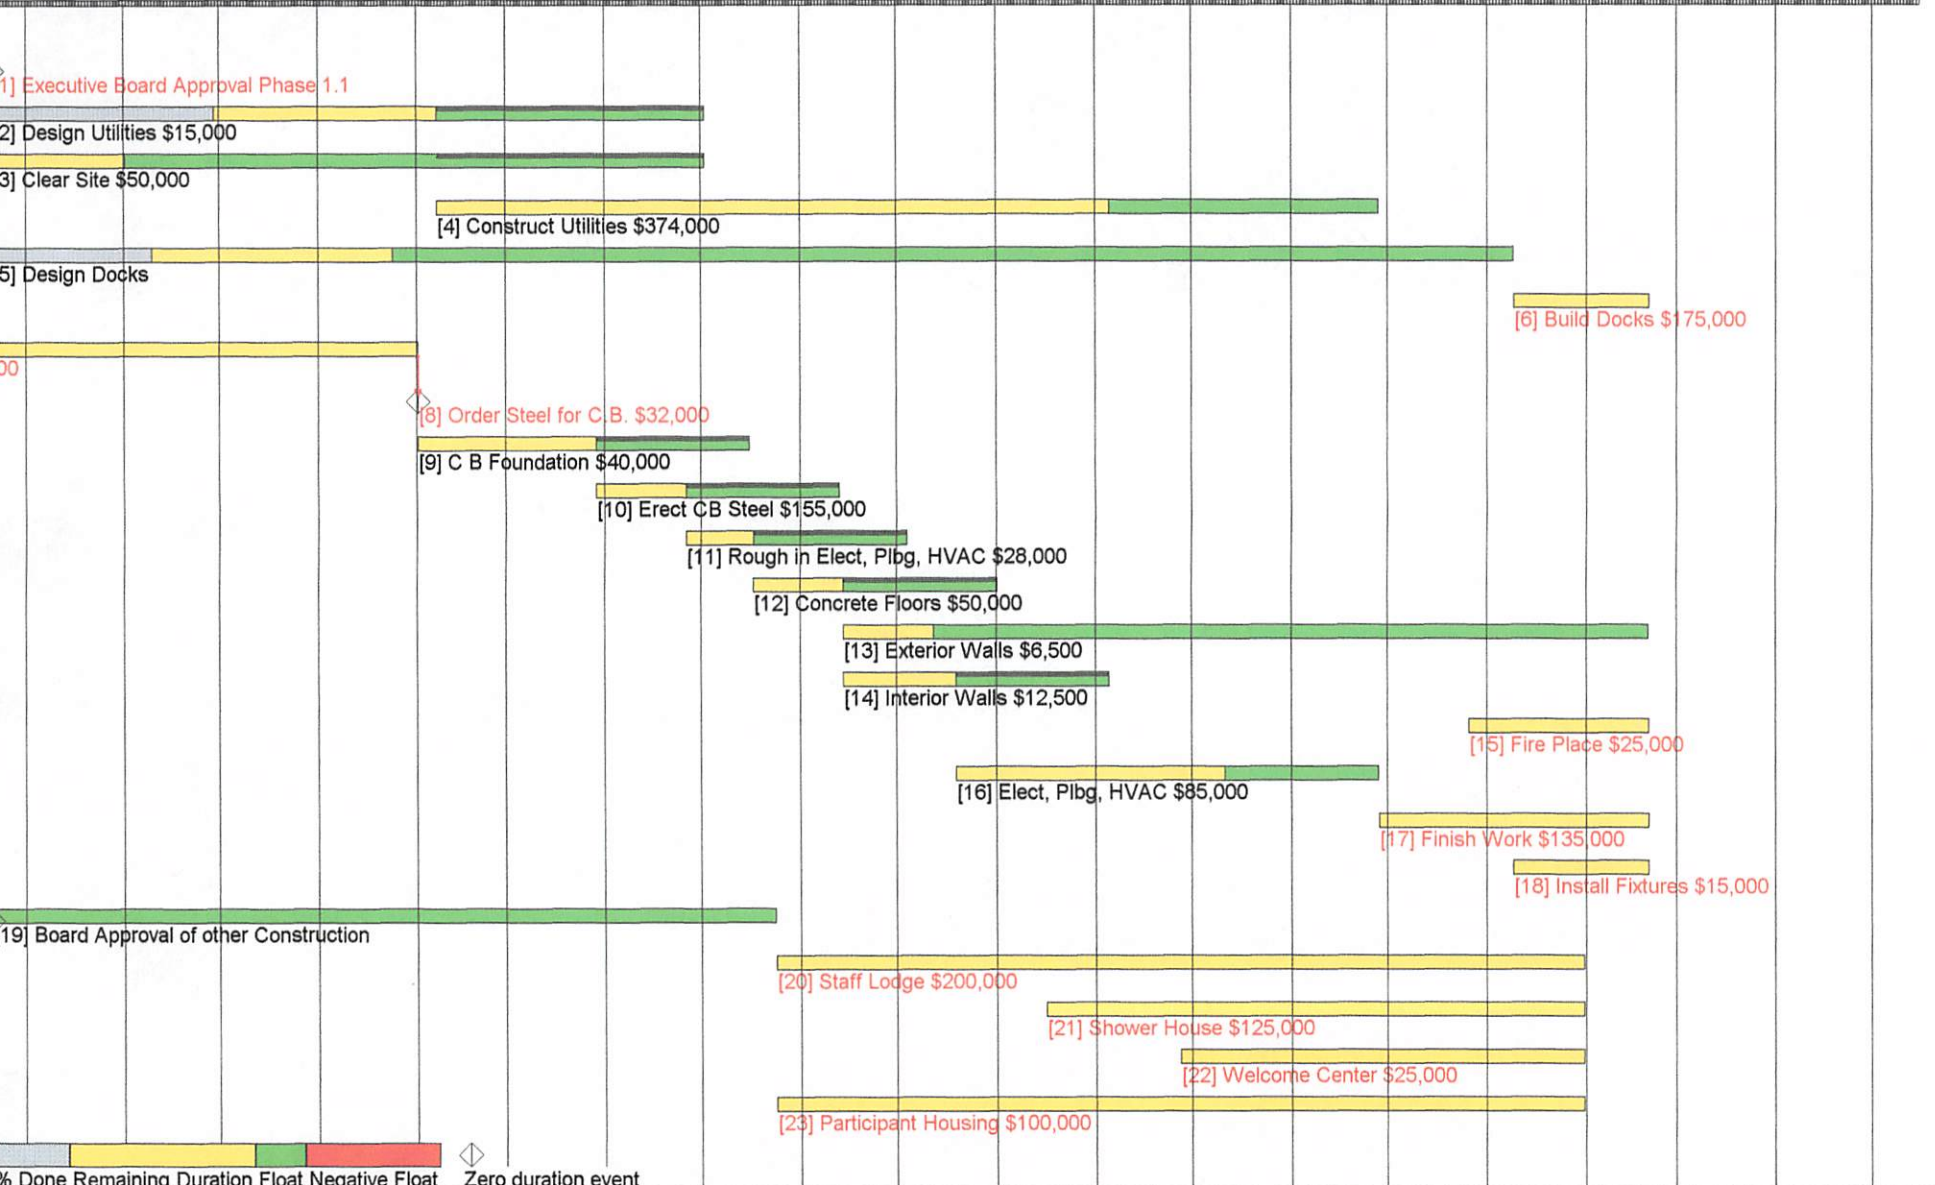 1] Executive Board Approval Phase 1.1
2] Design Utilities $15,000
3] Clear Site $50,000
[4] Construct Utilities $374,000
5] Design Docks
[6] Build Docks $175,000
00
[8] Order Steel for C.B. $32,000
[9] C B Foundation $40,000
[10] Erect CB Steel $155,000
[11] Rough in Elect, Plbg, HVAC $28,000
[12] Concrete Floors $50,000
[13] Exterior Walls $6,500
[14] Interior Walls $12,500
[15] Fire Place $25,000
[16] Elect, Plbg, HVAC $85,000
[17] Finish Work $135,000
[18] Install Fixtures $15,000
19] Board Approval of other Construction
[20] Staff Lodge $200,000
[21] Shower House $125,000
[22] Welcome Center $25,000
[23] Participant Housing $100,000
% Done Remaining Duration Float Negative Float Zero duration event